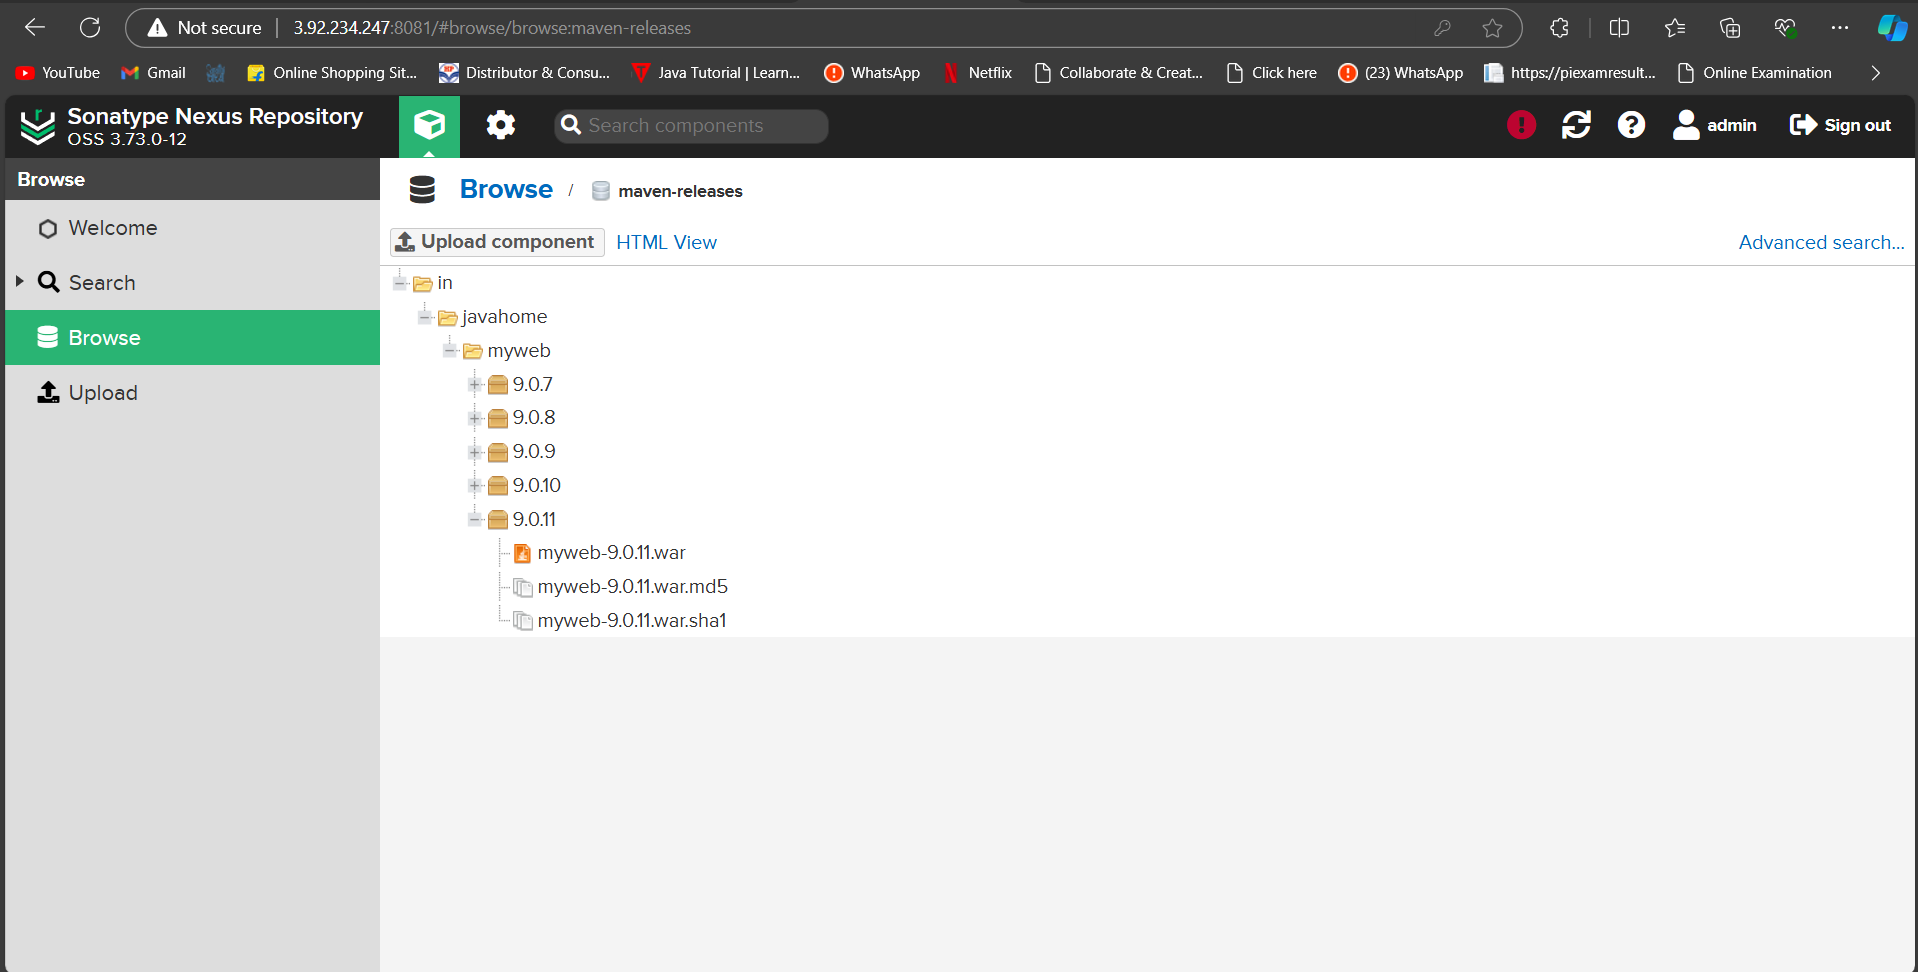 Not secure 3.92.234.247:8081/#browse/browse:maven-releases
YouTube Gmail Online Shopping Sit... Distributor & Consu... Java Tutorial | Learn... WhatsApp Netflix Collaborate & Creat... Click here (23) WhatsApp https://piexamresult... Online Examination
Sonatype Nexus Repository
OSS 3.73.0-12
Search components
admin Sign out
Browse
Welcome
Search
Browse
Upload
Browse / maven-releases
Upload component HTML View Advanced search...
in
javahome
myweb
9.0.7
9.0.8
9.0.9
9.0.10
9.0.11
myweb-9.0.11.war
myweb-9.0.11.war.md5
myweb-9.0.11.war.sha1